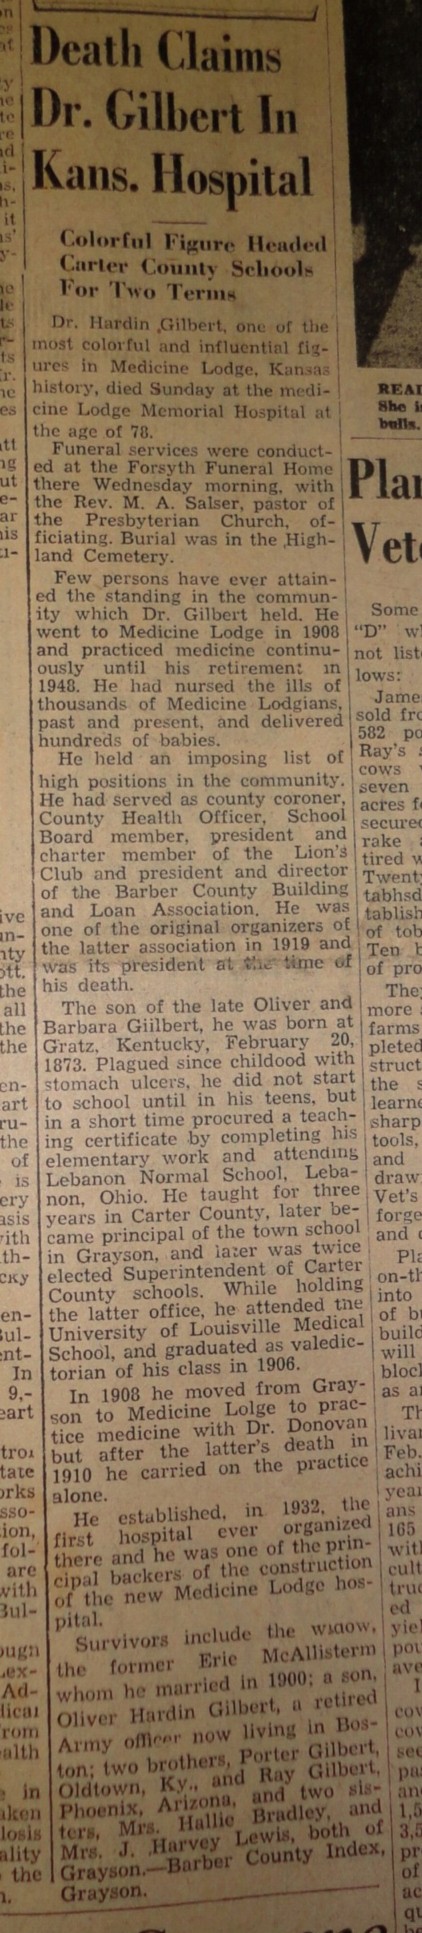 Death Claims
Dr. Gilbert In
Kans. Hospital
Colorful Figure Headed
Carter County Schools
For Two Terms
Dr. Hardin Gilbert, one of the
most colorful and influential fig-
ures in Medicine Lodge, Kansas
history, died Sunday at the medi-
cine Lodge Memorial Hospital at
the age of 78.
Funeral services were conduct-
ed at the Forsyth Funeral Home
there Wednesday morning, with
the Rev. M. A. Salser, pastor of
the Presbyterian Church, of-
ficiating. Burial was in the High-
land Cemetery.
Few persons have ever attain-
ed the standing in the commun-
ity which Dr. Gilbert held. He
went to Medicine Lodge in 1908
and practiced medicine continu-
ously until his retirement in
1948. He had nursed the ills of
thousands of Medicine Lodgians,
past and present, and delivered
hundreds of babies.
He held an imposing list of
high positions in the community.
He had served as county coroner,
County Health Officer, School
Board member, president and
charter member of the Lion's
Club and president and director
of the Barber County Building
and Loan Association. He was
one of the original organizers of
the latter association in 1919 and
was its president at the time of
his death.
The son of the late Oliver and
Barbara Giilbert, he was born at
Gratz, Kentucky, February 20,
1873. Plagued since childood with
stomach ulcers, he did not start
to school until in his teens, but
in a short time procured a teach-
ing certificate by completing his
elementary work and attending
Lebanon Normal School, Leba-
non, Ohio. He taught for three
years in Carter County, later be-
came principal of the town school
in Grayson, and later was twice
elected Superintendent of Carter
County schools. While holding
the latter office, he attended the
University of Louisville Medical
School, and graduated as valedic-
torian of his class in 1906.
In 1908 he moved from Gray-
son to Medicine Lolge to prac-
tice medicine with Dr. Donovan
but after the latter's death in
1910 he carried on the practice
alone.
He established, in 1932, the
first hospital ever organized
there and he was one of the prin-
cipal backers of the construction
of the new Medicine Lodge hos-
pital.
Survivors include the widow,
the former Eric McAllisterm
whom he married in 1900; a son,
Oliver Hardin Gilbert, a retired
Army officer now living in Bos-
ton; two brothers, Porter Gilbert,
Oldtown, Ky., and Ray Gilbert,
Phoenix, Arizona, and two sis-
ters, Mrs. Hallie Bradley, and
Mrs. J. Harvey Lewis, both of
Grayson.—Barber County Index,
Grayson.